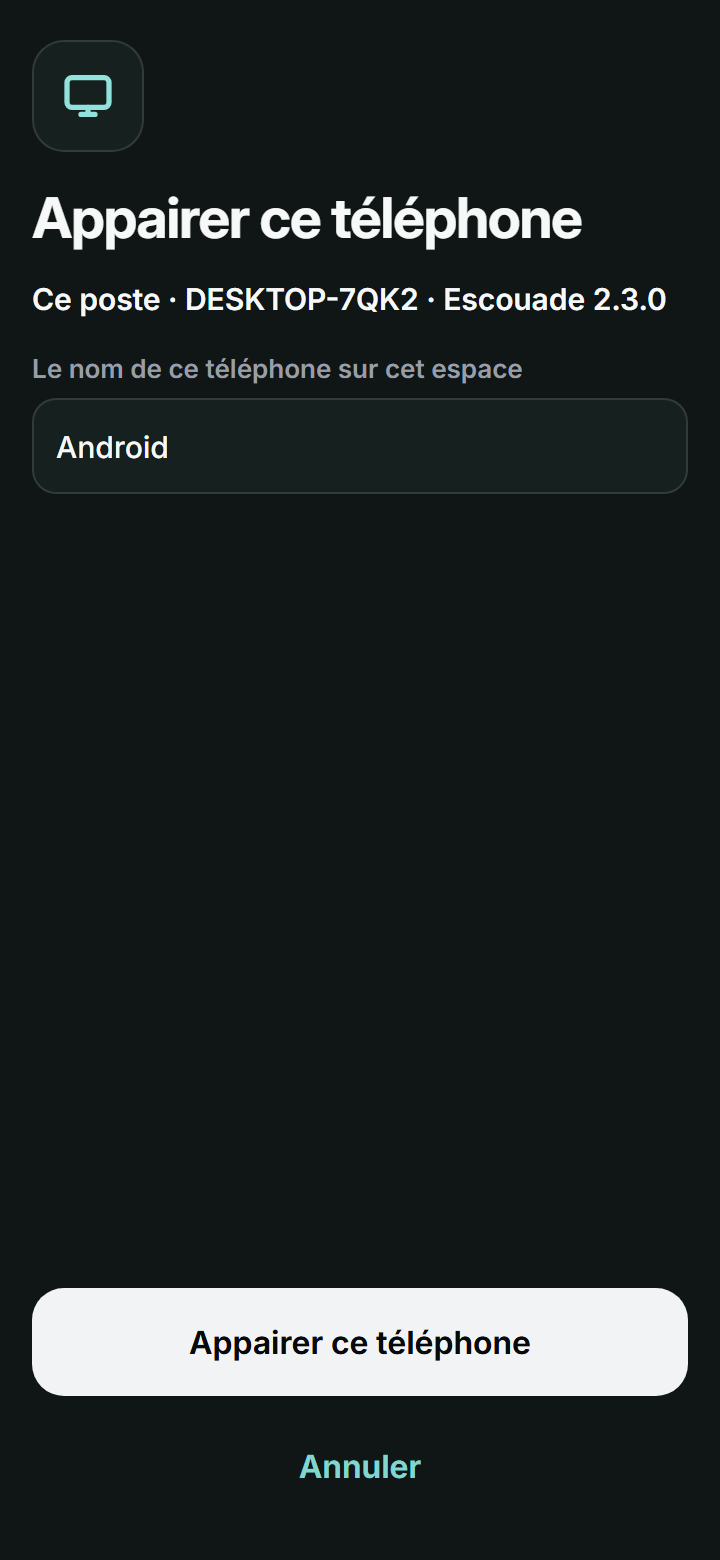 Appairer ce téléphone
Ce poste · DESKTOP-7QK2 · Escouade 2.3.0
Le nom de ce téléphone sur cet espace
Android
Appairer ce téléphone
Annuler